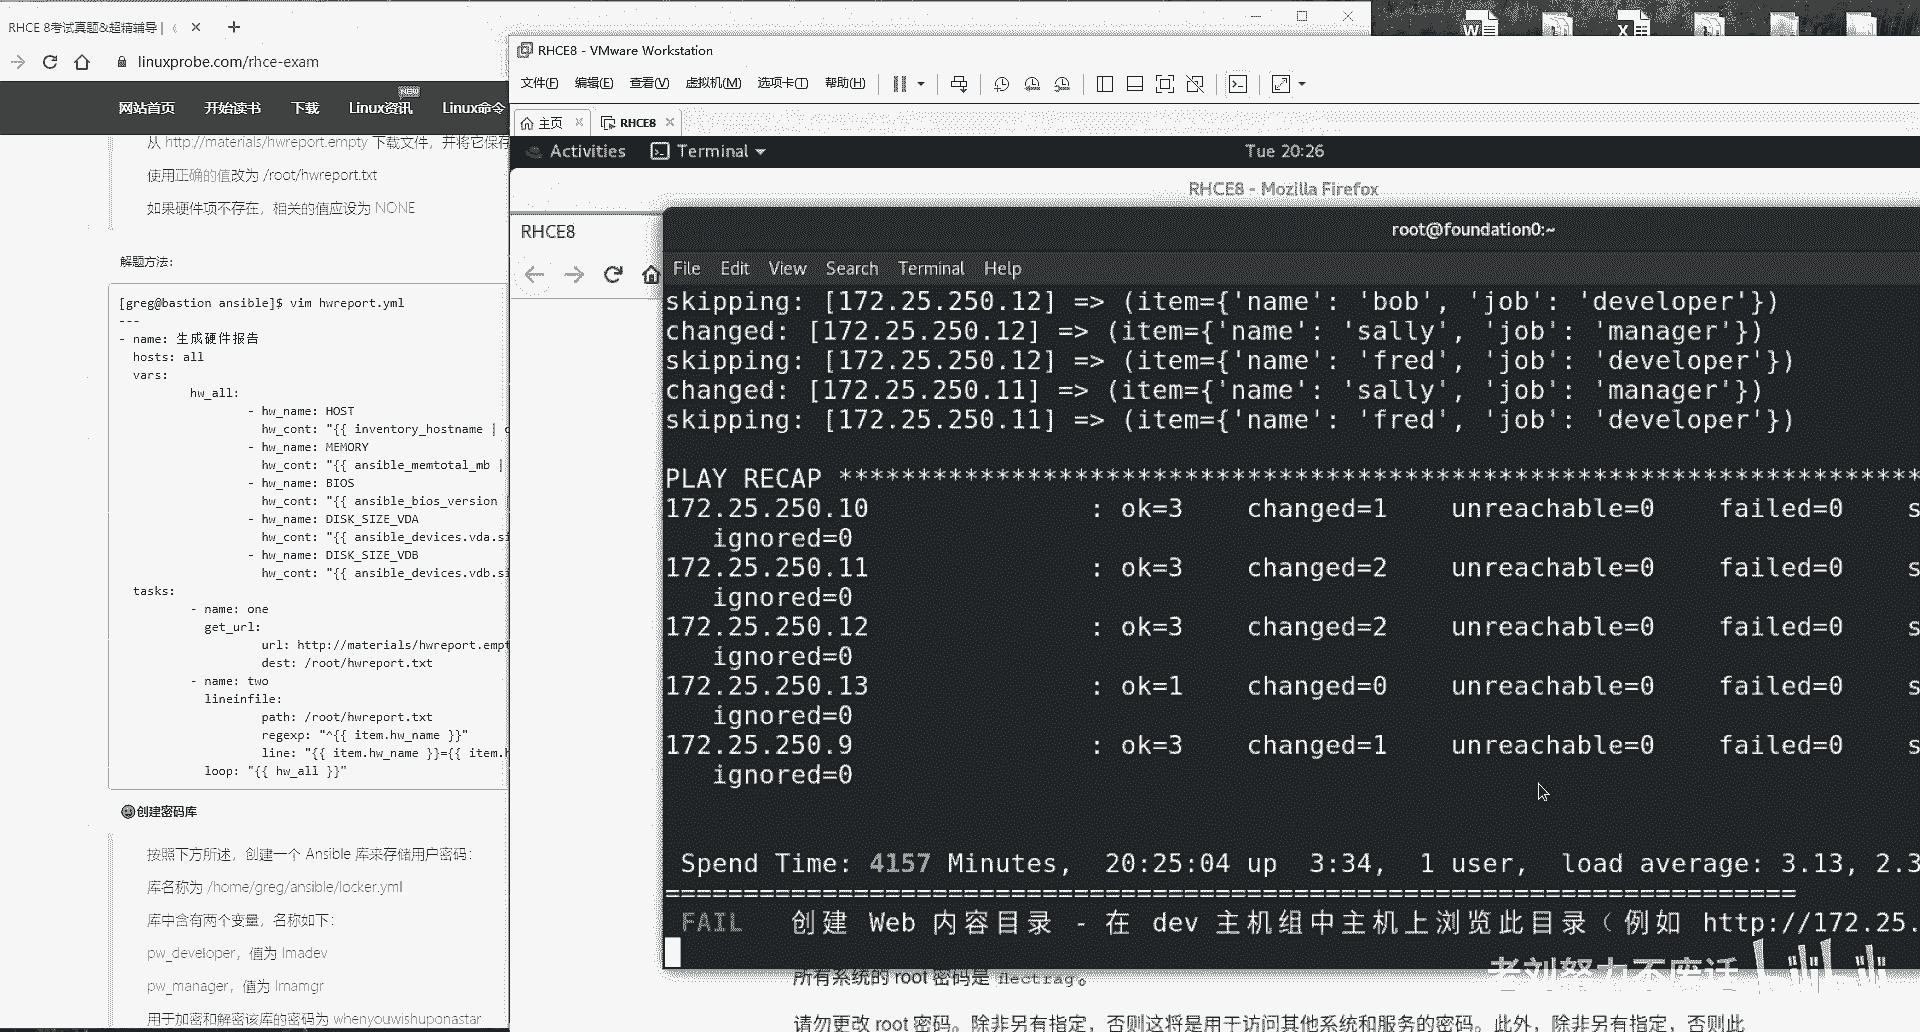 RHCE 8考试真题&超精辅导 |
linuxprobe.com/rhce-exam
网站首页 开始读书 下载 Linux资讯 NEW Linux命令
从 http://materials/hwreport.empty 下载文件，并将它保存
使用正确的值改为 /root/hwreport.txt
如果硬件项不存在，相关的值应设为 NONE
解题方法:
[greg@bastion ansible]$ vim hwreport.yml
---
- name: 生成硬件报告
hosts: all
vars:
hw_all:
- hw_name: HOST
hw_cont: "{{ inventory_hostname |
- hw_name: MEMORY
hw_cont: "{{ ansible_memtotal_mb |
- hw_name: BIOS
hw_cont: "{{ ansible_bios_version
- hw_name: DISK_SIZE_VDA
hw_cont: "{{ ansible_devices.vda.si
- hw_name: DISK_SIZE_VDB
hw_cont: "{{ ansible_devices.vdb.si
tasks:
- name: one
get_url:
url: http://materials/hwreport.empt
dest: /root/hwreport.txt
- name: two
lineinfile:
path: /root/hwreport.txt
regexp: "^{{ item.hw_name }}"
line: "{{ item.hw_name }}={{ item.h
loop: "{{ hw_all }}"
创建密码库
按照下方所述，创建一个 Ansible 库来存储用户密码：
库名称为 /home/greg/ansible/locker.yml
库中含有两个变量，名称如下：
pw_developer，值为 Imadev
pw_manager，值为 Imamgr
用于加密和解密该库的密码为 whenyouwishuponastar
RHCE8 - VMware Workstation
文件(F) 编辑(E) 查看(V) 虚拟机(M) 选项卡(T) 帮助(H)
主页 RHCE8
Activities Terminal Tue 20:26
RHCE8 - Mozilla Firefox
RHCE8
root@foundation0:~
File Edit View Search Terminal Help
skipping: [172.25.250.12] => (item={'name': 'bob', 'job': 'developer'})
changed: [172.25.250.12] => (item={'name': 'sally', 'job': 'manager'})
skipping: [172.25.250.12] => (item={'name': 'fred', 'job': 'developer'})
changed: [172.25.250.11] => (item={'name': 'sally', 'job': 'manager'})
skipping: [172.25.250.11] => (item={'name': 'fred', 'job': 'developer'})
PLAY RECAP *********************************************************************
172.25.250.10 : ok=3 changed=1 unreachable=0 failed=0 s
ignored=0
172.25.250.11 : ok=3 changed=2 unreachable=0 failed=0 s
ignored=0
172.25.250.12 : ok=3 changed=2 unreachable=0 failed=0 s
ignored=0
172.25.250.13 : ok=1 changed=0 unreachable=0 failed=0 s
ignored=0
172.25.250.9 : ok=3 changed=1 unreachable=0 failed=0 s
ignored=0
Spend Time: 4157 Minutes, 20:25:04 up 3:34, 1 user, load average: 3.13, 2.3
========================================================================
FAIL 创建 Web 内容目录 - 在 dev 主机组中主机上浏览此目录（例如 http://172.25.
老刘努力不废话 bilibili
所有系统的 root 密码是 flectrag。
请勿更改 root 密码。除非另有指定，否则这将是用于访问其他系统和服务的密码。此外，除非另有指定，否则此